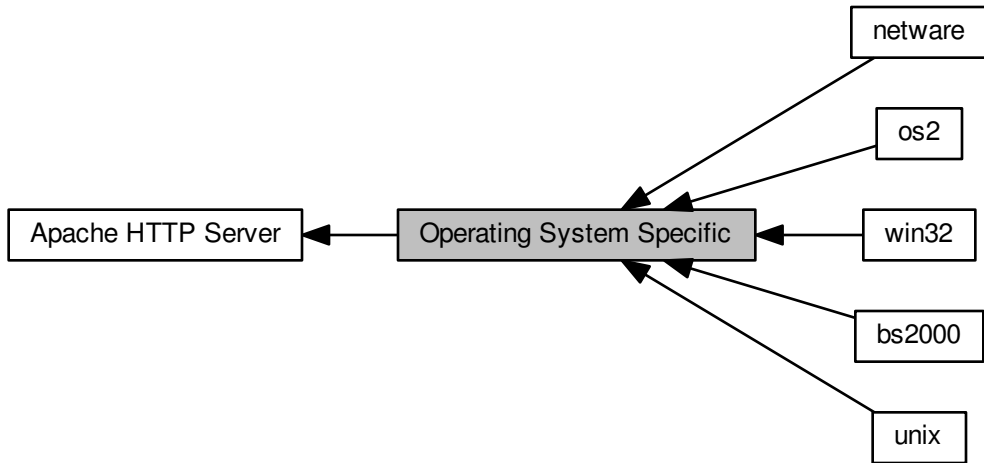 netware
os2
Apache HTTP Server
Operating System Specific
win32
bs2000
unix